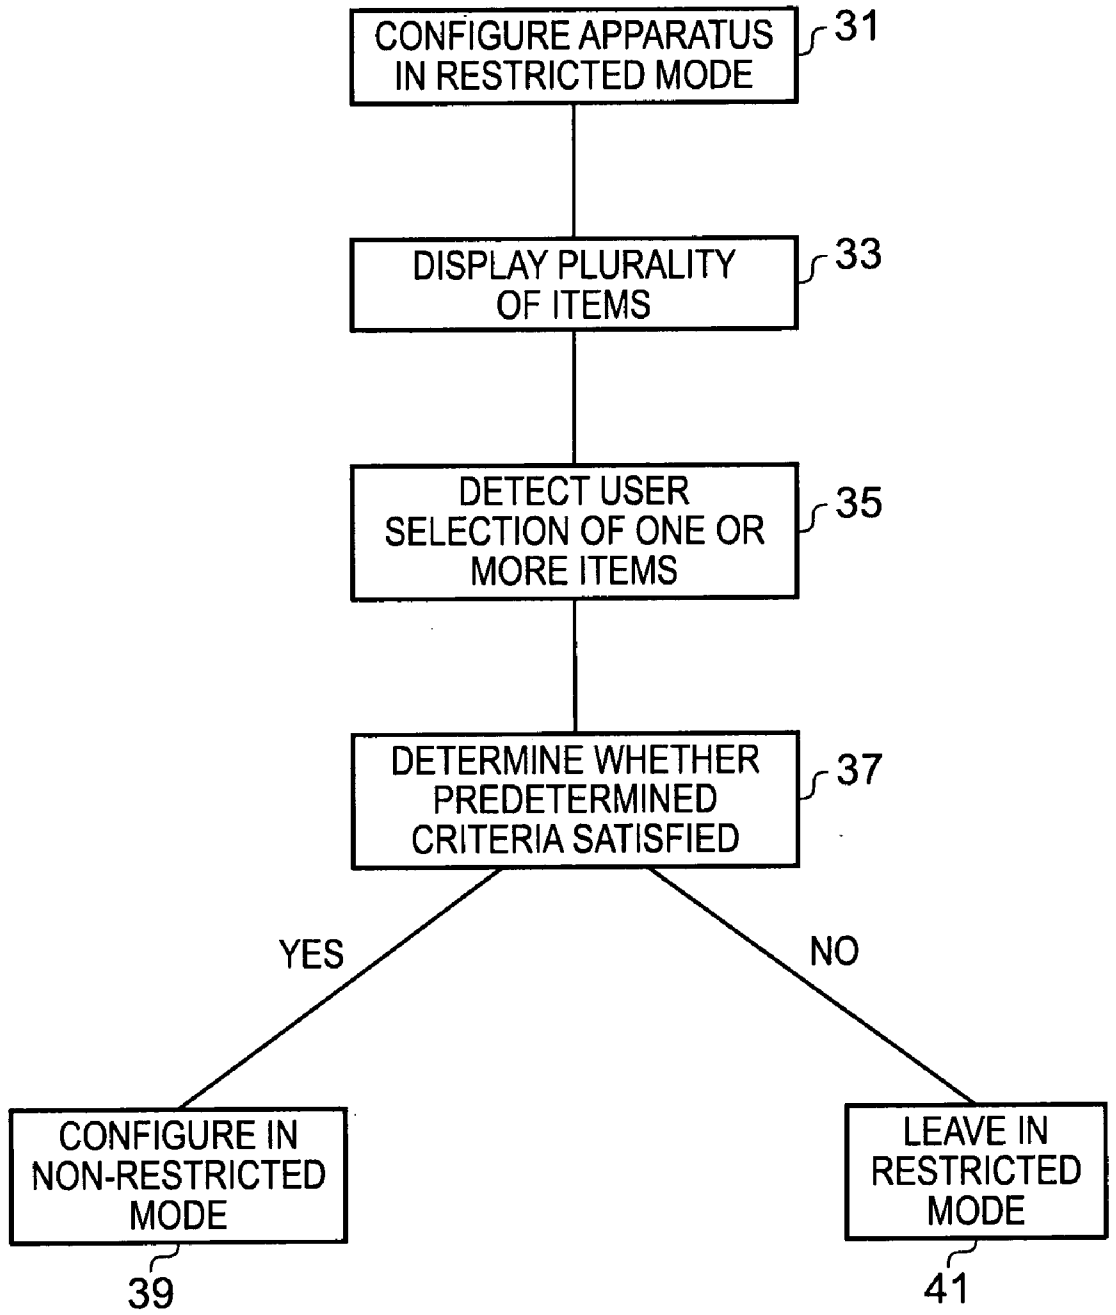 CONFIGURE APPARATUS
IN RESTRICTED MODE
31
DISPLAY PLURALITY
OF ITEMS
33
DETECT USER
SELECTION OF ONE OR
MORE ITEMS
35
DETERMINE WHETHER
PREDETERMINED
CRITERIA SATISFIED
37
YES
NO
CONFIGURE IN
NON-RESTRICTED
MODE
39
LEAVE IN
RESTRICTED
MODE
41